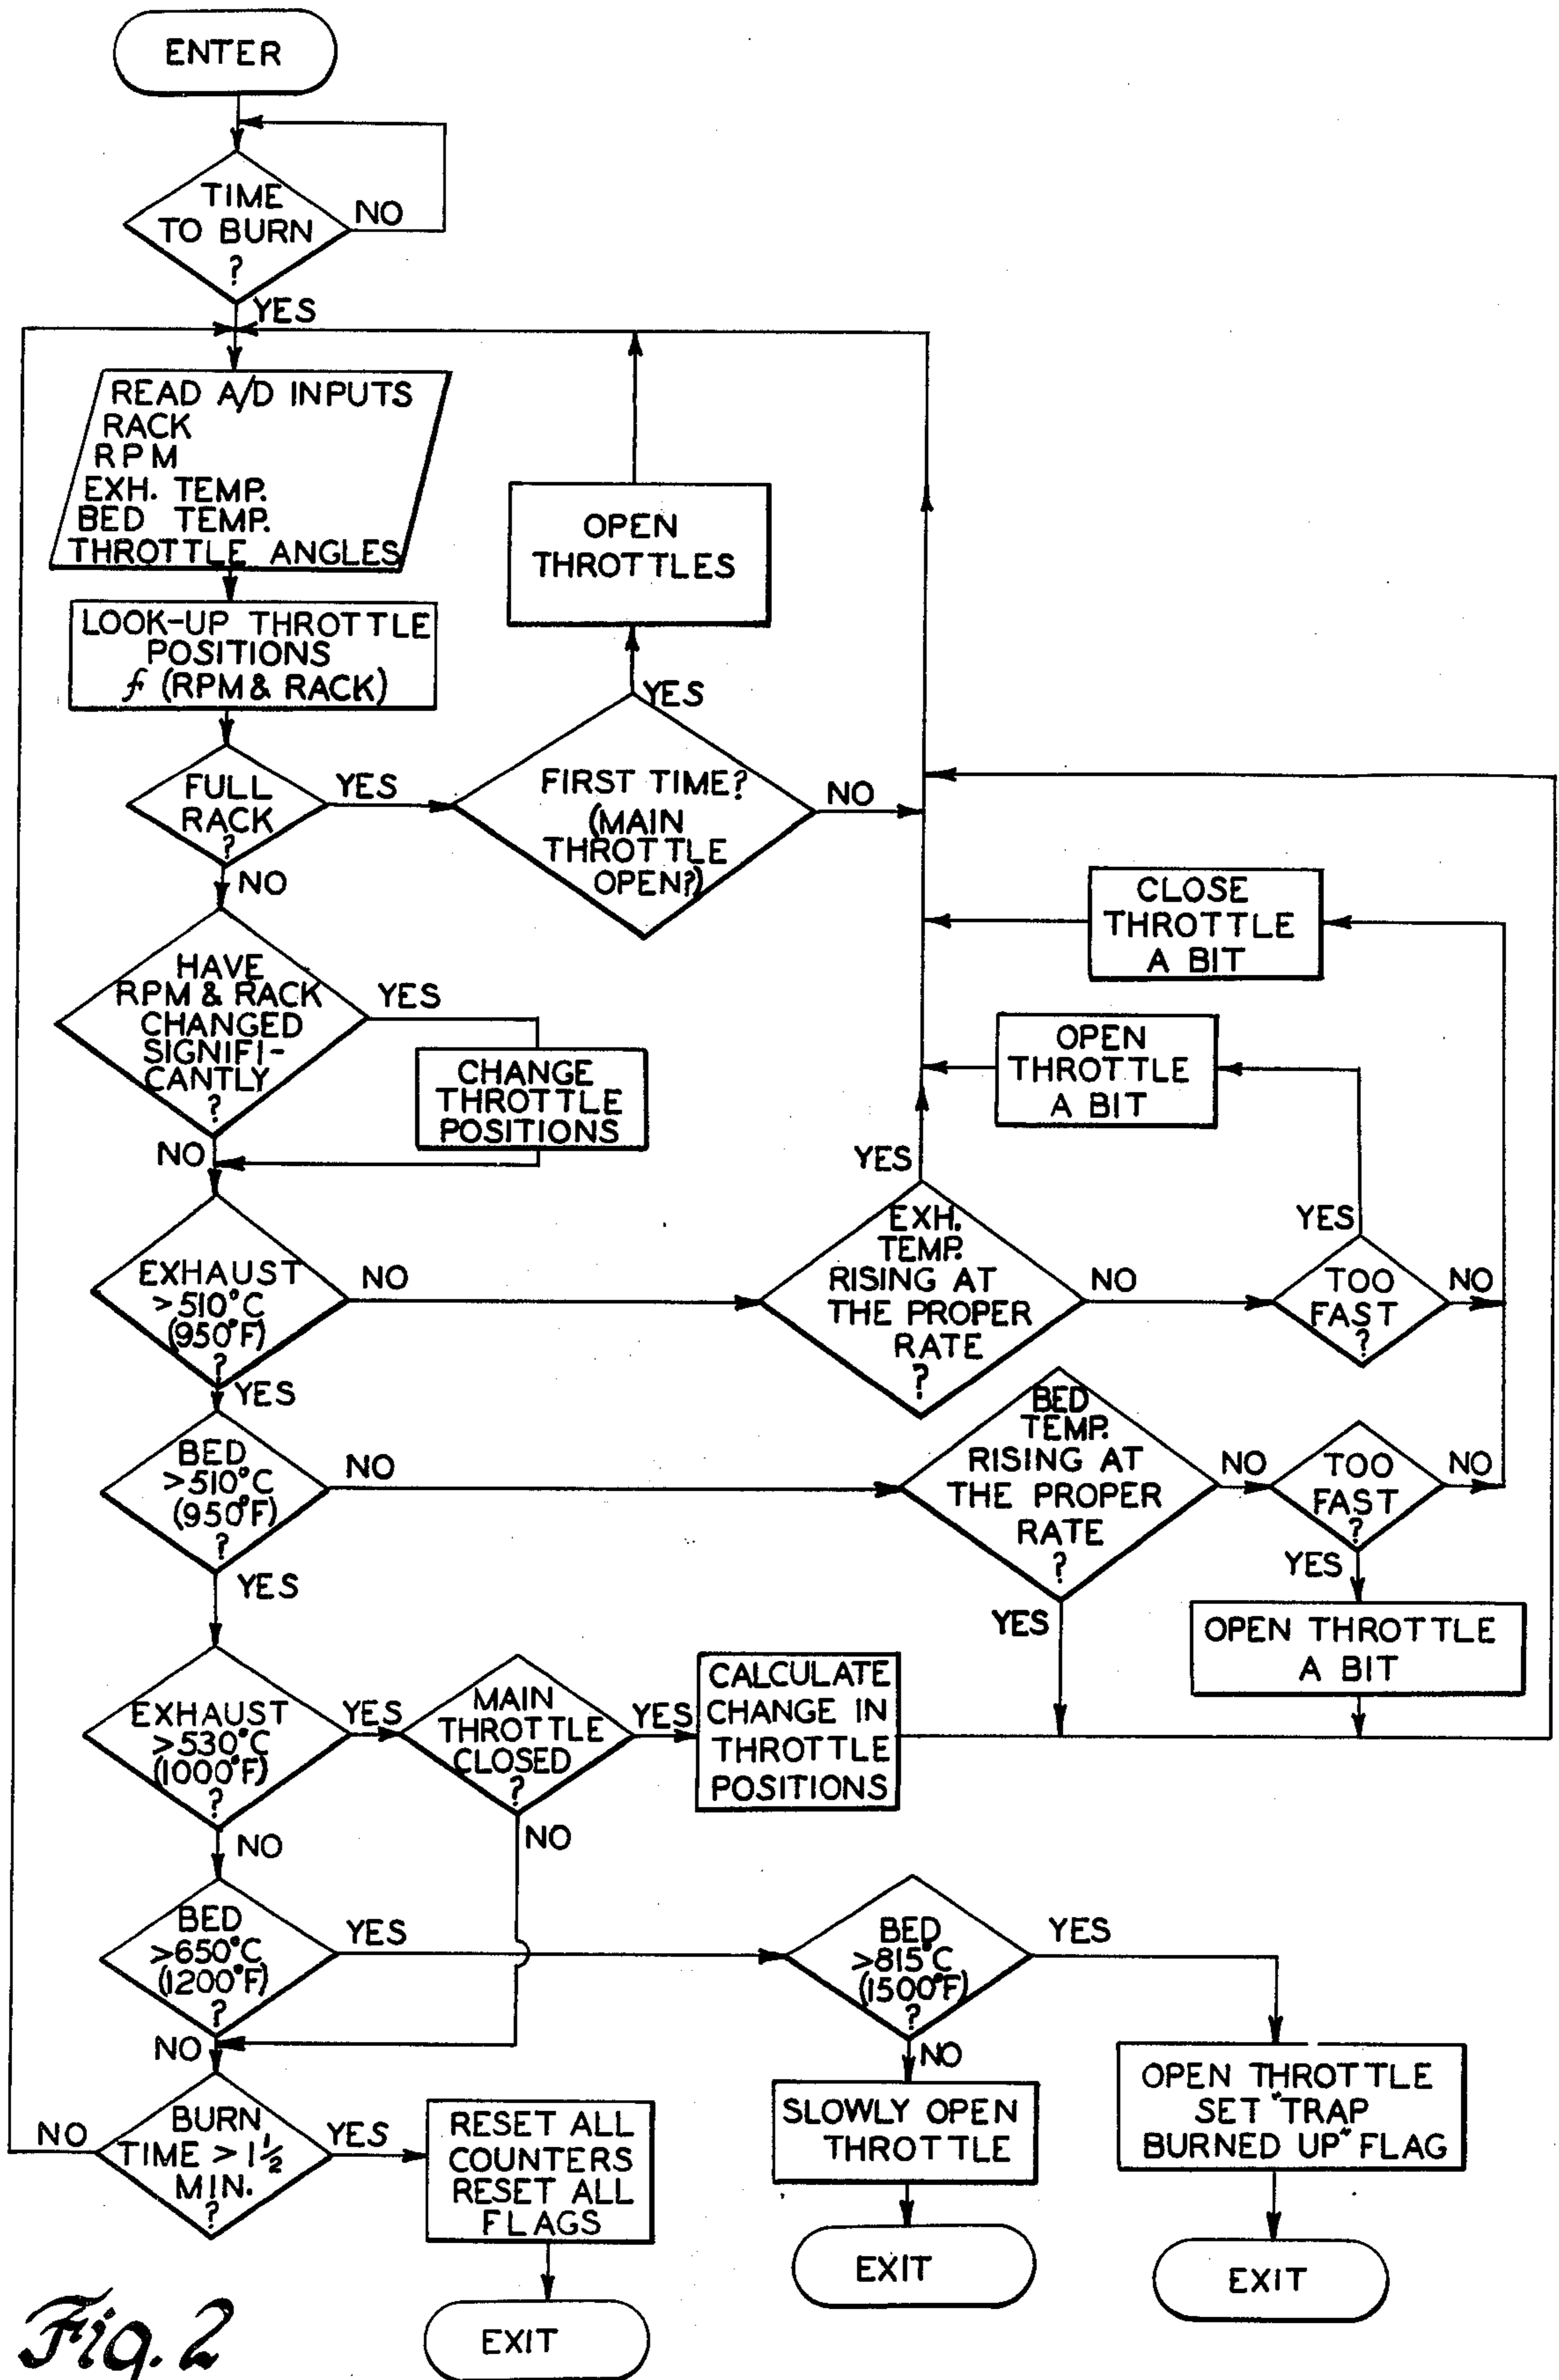 ENTER
TIME
TO BURN
?
NO
YES
READ A/D INPUTS
RACK
RPM
EXH. TEMP.
BED TEMP.
THROTTLE ANGLES
LOOK-UP THROTTLE
POSITIONS
f (RPM & RACK)
OPEN
THROTTLES
YES
FULL
RACK
?
YES
FIRST TIME?
(MAIN
THROTTLE
OPEN?)
NO
NO
CLOSE
THROTTLE
A BIT
HAVE
RPM & RACK
CHANGED
SIGNIFI-
CANTLY
?
YES
CHANGE
THROTTLE
POSITIONS
OPEN
THROTTLE
A BIT
NO
YES
YES
EXHAUST
>510°C
(950°F)
?
NO
EXH.
TEMP.
RISING AT
THE PROPER
RATE
?
NO
TOO
FAST
?
NO
YES
BED
>510°C
(950°F)
?
NO
BED
TEMP.
RISING AT
THE PROPER
RATE
?
NO
TOO
FAST
?
NO
YES
YES
YES
OPEN THROTTLE
A BIT
EXHAUST
>530°C
(1000°F)
?
YES
MAIN
THROTTLE
CLOSED
?
YES
CALCULATE
CHANGE IN
THROTTLE
POSITIONS
NO
NO
BED
>650°C
(1200°F)
?
YES
BED
>815°C
(1500°F)
?
YES
NO
NO
BURN
TIME > 1½
MIN.
?
NO
YES
RESET ALL
COUNTERS
RESET ALL
FLAGS
SLOWLY OPEN
THROTTLE
OPEN THROTTLE
SET "TRAP
BURNED UP" FLAG
EXIT
EXIT
EXIT
Fig. 2